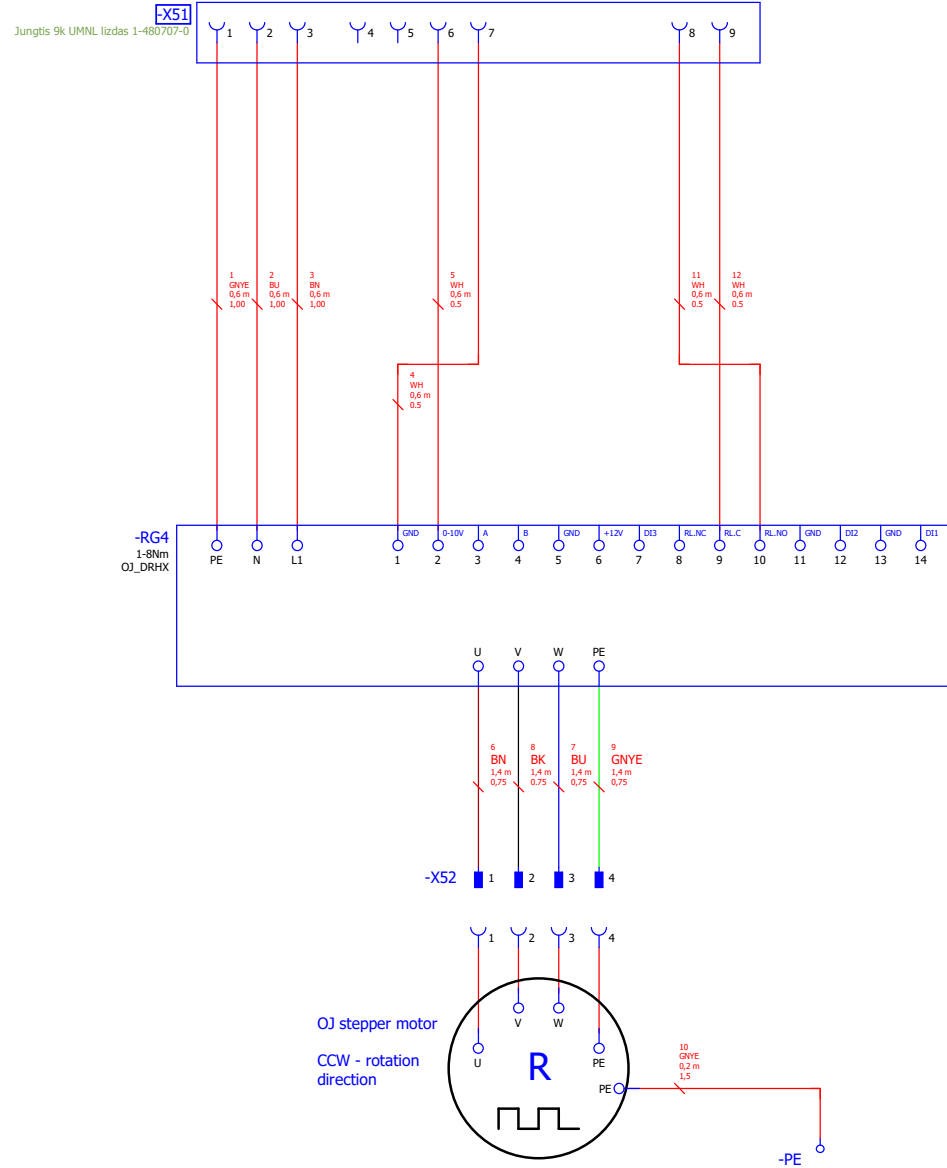 -X51
Jungtis 9k UMNL lizdas 1-480707-0
1 2 3 4 5 6 7 8 9
1
GNYE
0,6 m
1,00
2
BU
0,6 m
1,00
3
BN
0,6 m
1,00
5
WH
0,6 m
0.5
11
WH
0,6 m
0.5
12
WH
0,6 m
0.5
4
WH
0,6 m
0.5
-RG4
1-8Nm
OJ_DRHX
GND 0-10V A B GND +12V DI3 RL.NC RL.C RL.NO GND DI2 GND DI1
PE N L1 1 2 3 4 5 6 7 8 9 10 11 12 13 14
U V W PE
6
BN
1,4 m
0,75
8
BK
1,4 m
0.75
7
BU
1,4 m
0,75
9
GNYE
1,4 m
0,75
-X52 1 2 3 4
1 2 3 4
V W
OJ stepper motor
U PE
CCW - rotation
direction
R
PE
10
GNYE
0,2 m
1,5
-PE